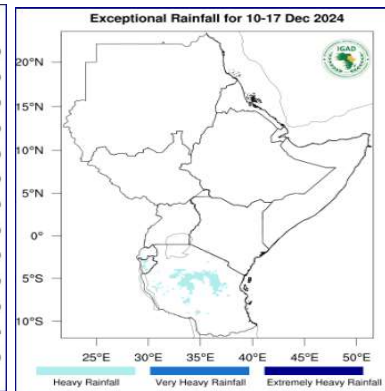 Exceptional Rainfall for 10-17 Dec 2024
IGAD
20°N
15°N
10°N
5°N
0°
5°S
10°S
25°E 30°E 35°E 40°E 45°E 50°E
Heavy Rainfall Very Heavy Rainfall Extremely Heavy Rainfall